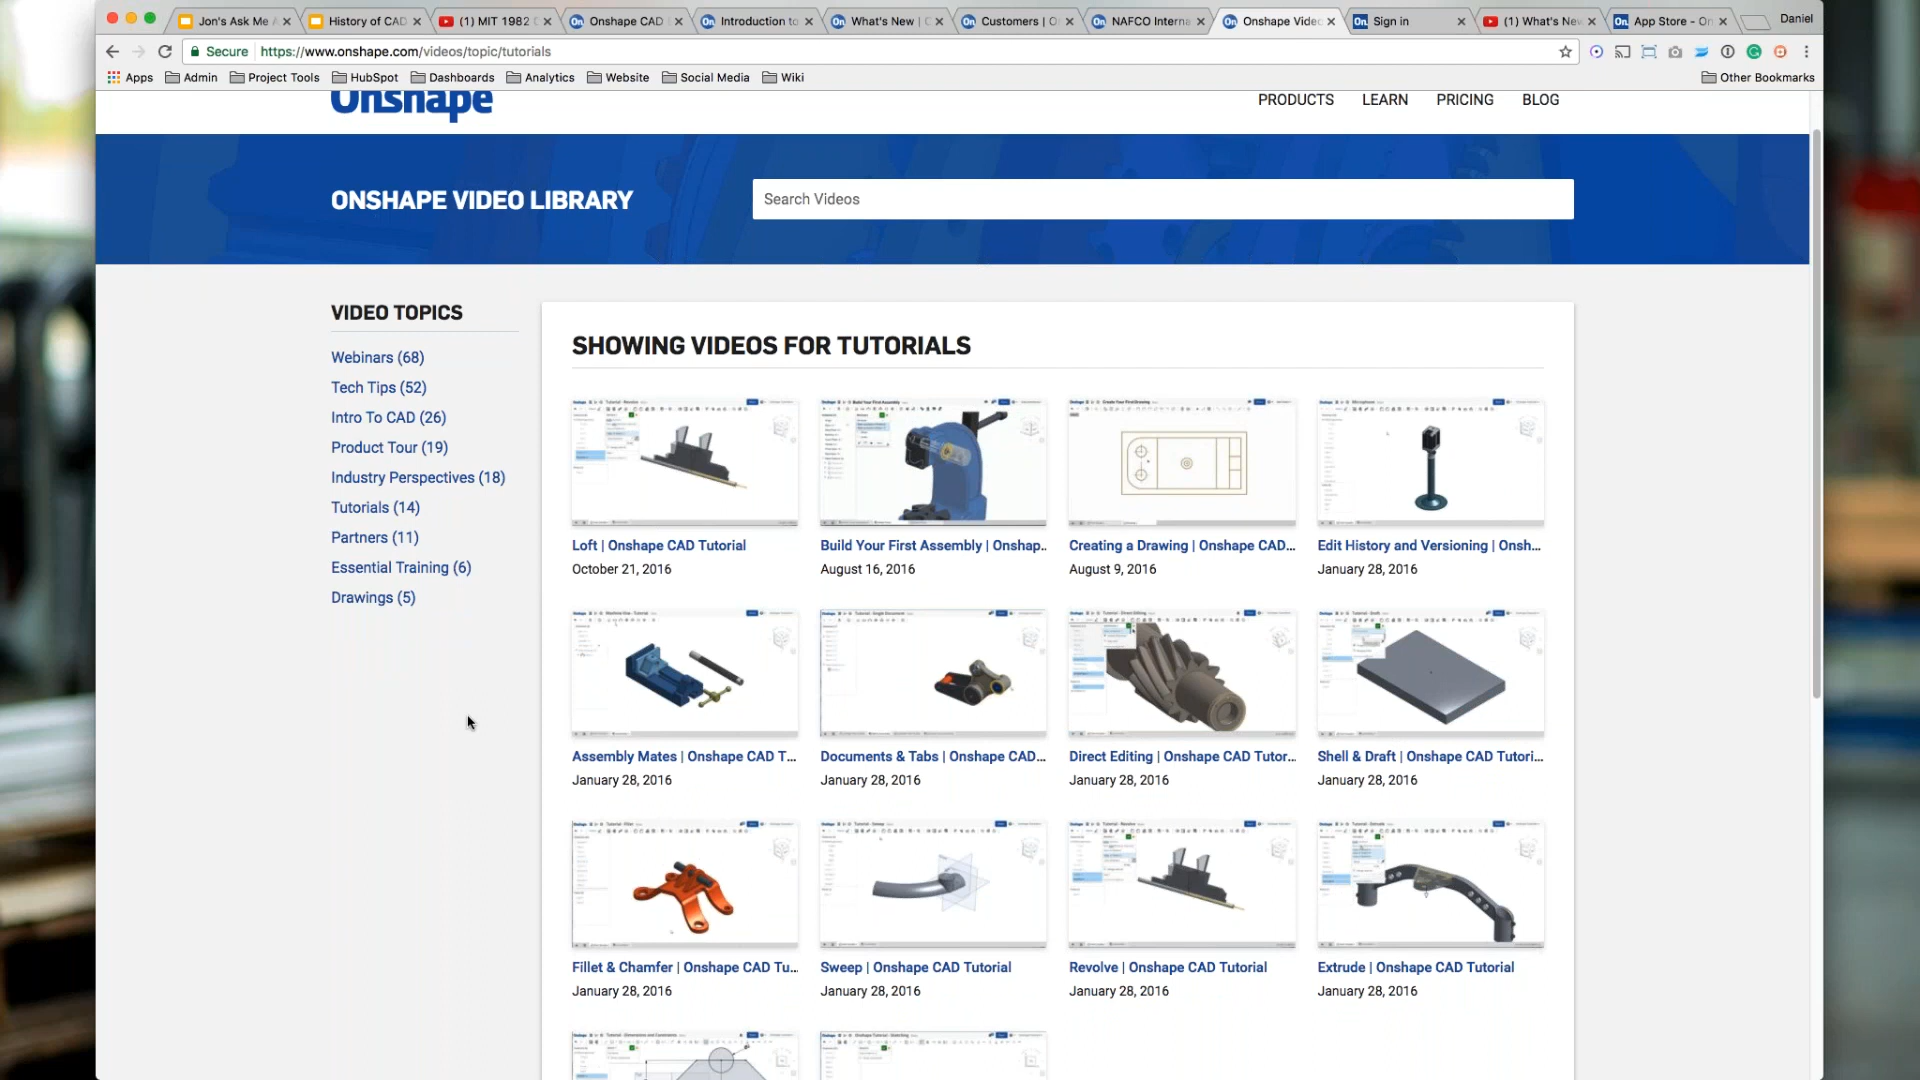 Jon's Ask Me A
History of CAD
(1) MIT 1982
Onshape CAD
Introduction to
What's New |
Customers | O
NAFCO Interna
Onshape Video
Sign in
(1) What's New
App Store - On
Daniel
Secure https://www.onshape.com/videos/topic/tutorials
Apps Admin Project Tools HubSpot Dashboards Analytics Website Social Media Wiki Other Bookmarks
Onshape
PRODUCTS LEARN PRICING BLOG
ONSHAPE VIDEO LIBRARY
Search Videos
VIDEO TOPICS
Webinars (68)
Tech Tips (52)
Intro To CAD (26)
Product Tour (19)
Industry Perspectives (18)
Tutorials (14)
Partners (11)
Essential Training (6)
Drawings (5)
SHOWING VIDEOS FOR TUTORIALS
Loft | Onshape CAD Tutorial
October 21, 2016
Build Your First Assembly | Onshap..
August 16, 2016
Creating a Drawing | Onshape CAD...
August 9, 2016
Edit History and Versioning | Onsh...
January 28, 2016
Assembly Mates | Onshape CAD T...
January 28, 2016
Documents & Tabs | Onshape CAD...
January 28, 2016
Direct Editing | Onshape CAD Tutor...
January 28, 2016
Shell & Draft | Onshape CAD Tutori...
January 28, 2016
Fillet & Chamfer | Onshape CAD Tu...
January 28, 2016
Sweep | Onshape CAD Tutorial
January 28, 2016
Revolve | Onshape CAD Tutorial
January 28, 2016
Extrude | Onshape CAD Tutorial
January 28, 2016